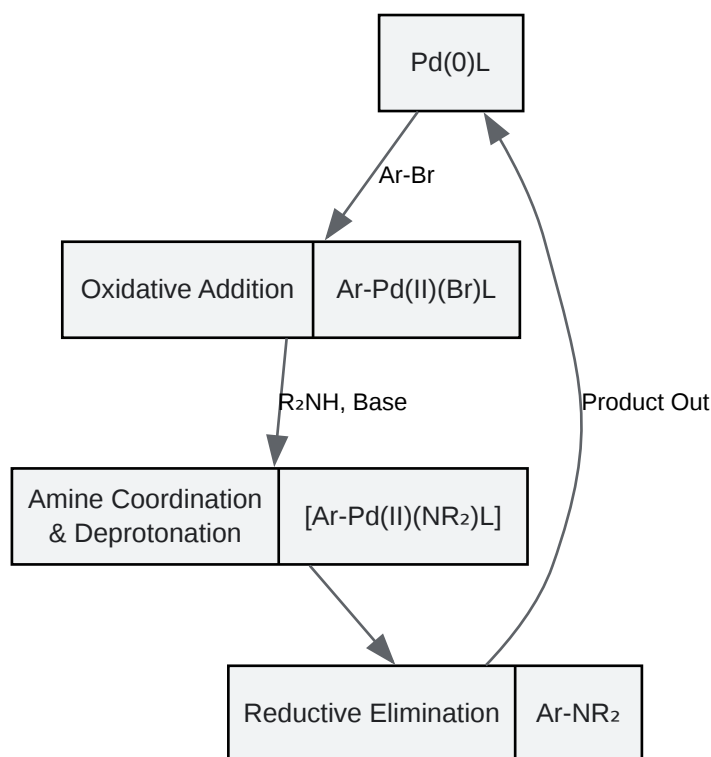 Pd(0)L
Ar-Br
Oxidative Addition
Ar-Pd(II)(Br)L
R₂NH, Base
Product Out
Amine Coordination
& Deprotonation
[Ar-Pd(II)(NR₂)L]
Reductive Elimination
Ar-NR₂